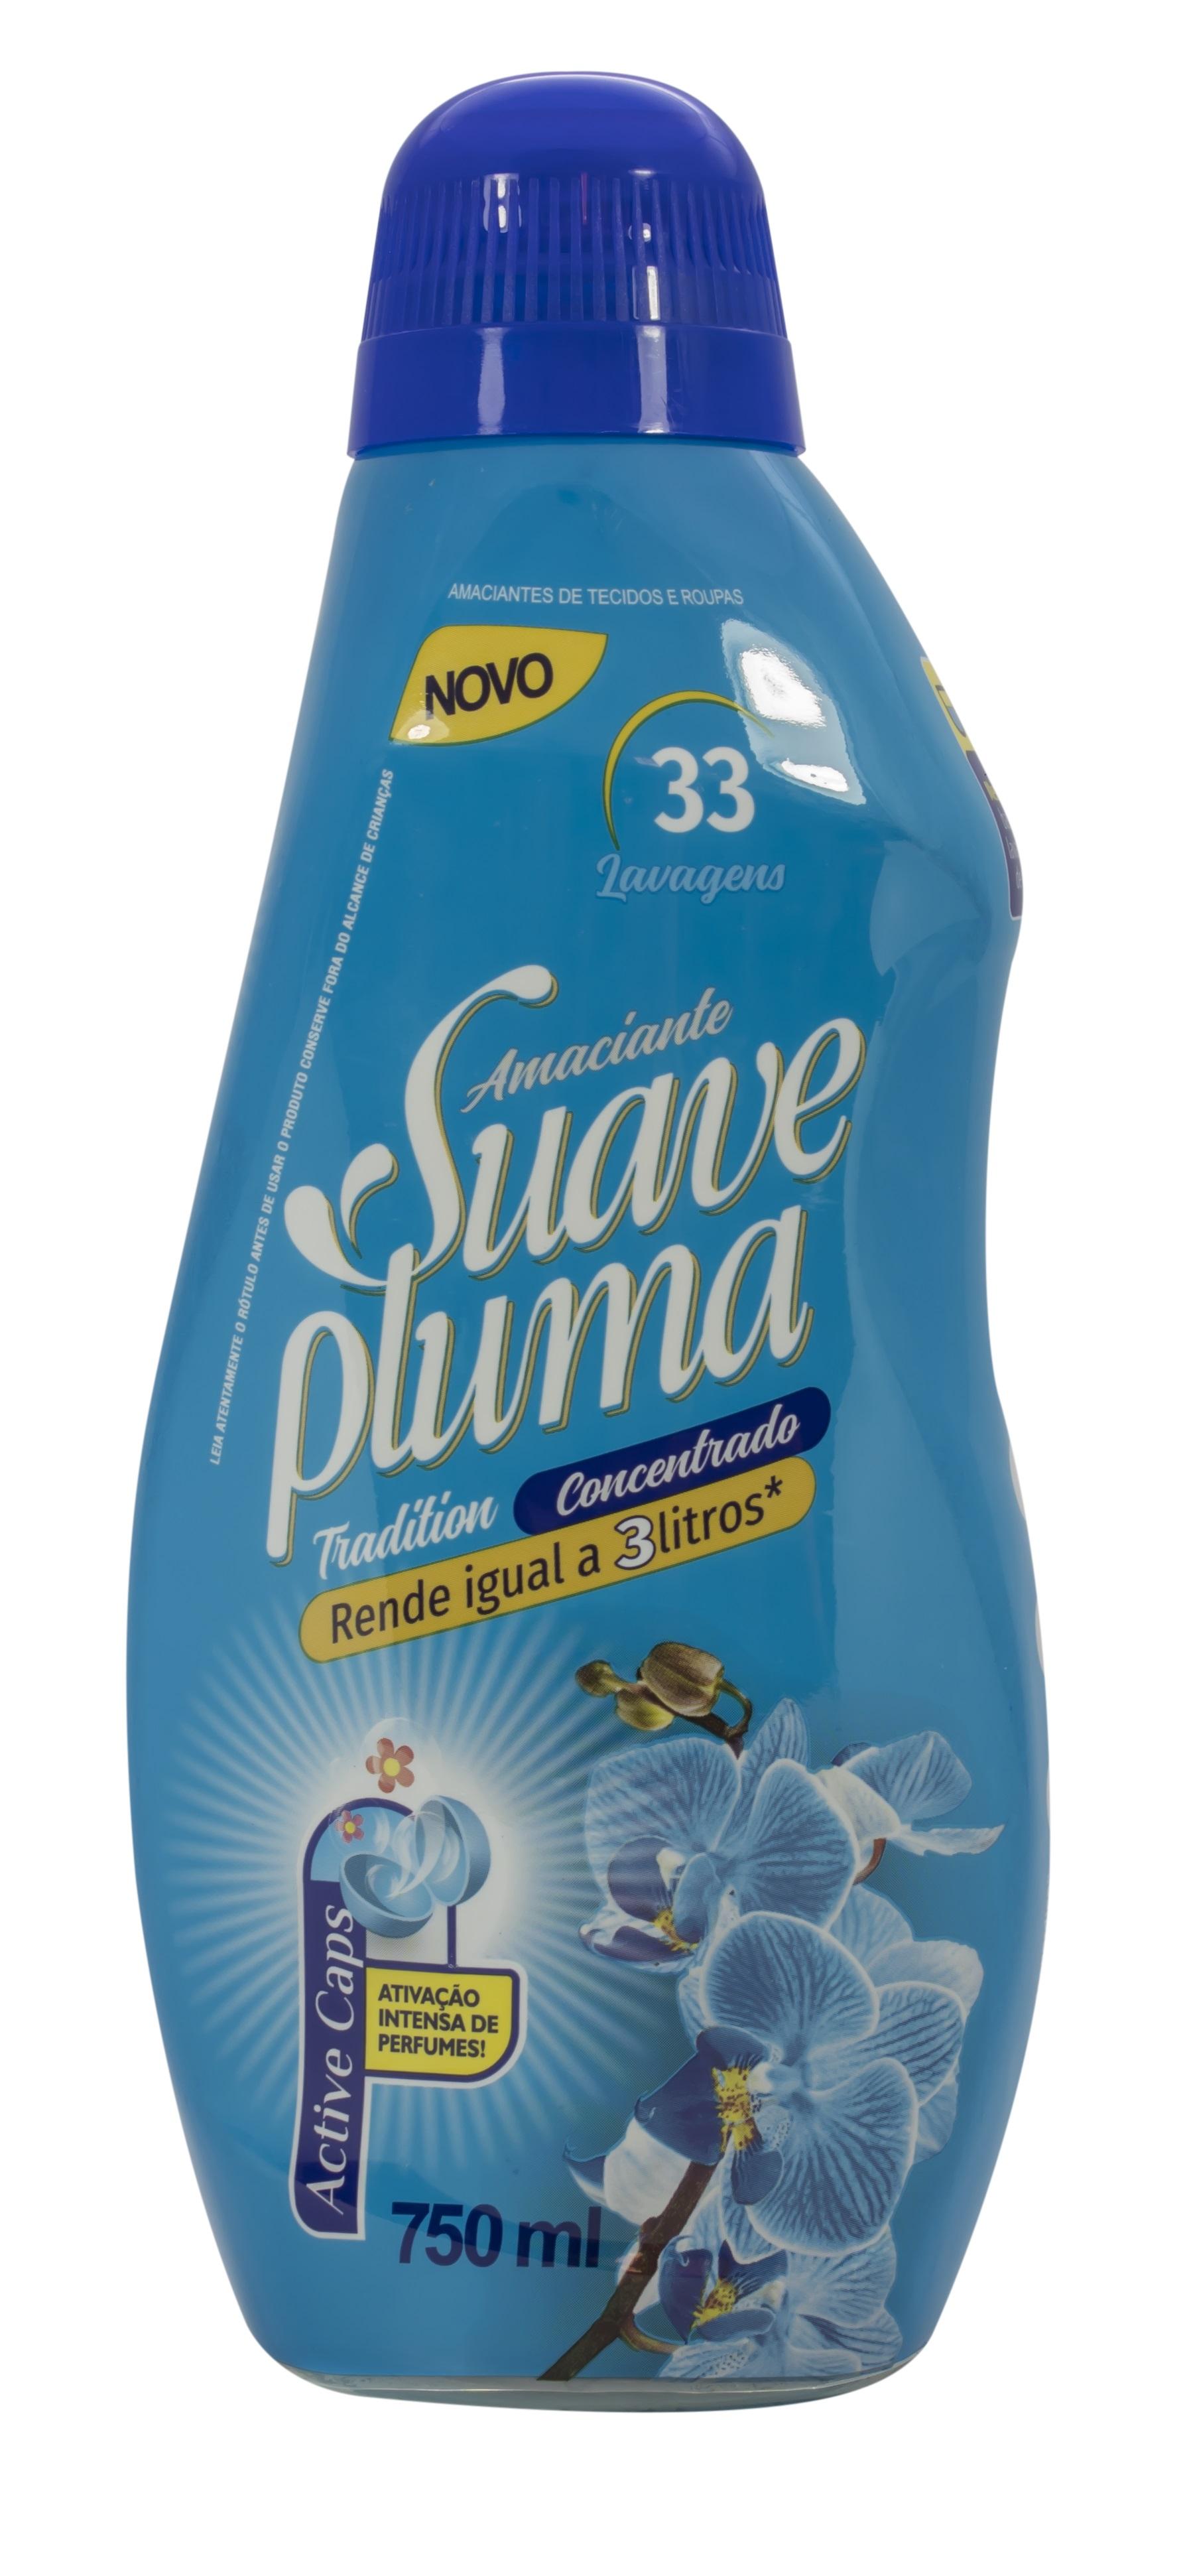 AMACIANTES DE TECIDOS E ROUPAS
NOVO
33
Lavagens
LEIA ATENTAMENTE O RÓTULO ANTES DE USAR O PRODUTO CONSERVE FORA DO ALCANCE DE CRIANÇAS
Amaciante
Suave
pluma
Tradition Concentrado
Rende igual a 3litros*
Active Caps
ATIVAÇÃO
INTENSA DE
PERFUMES!
750 ml